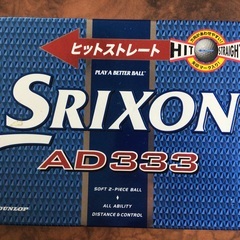 ヒットストレート
HIT STRAIGHT
PLAY A BETTER BALL
SRIXON
AD333
SOFT 2-PIECE BALL
ALL ABILITY
DISTANCE & CONTROL
DUNLOP